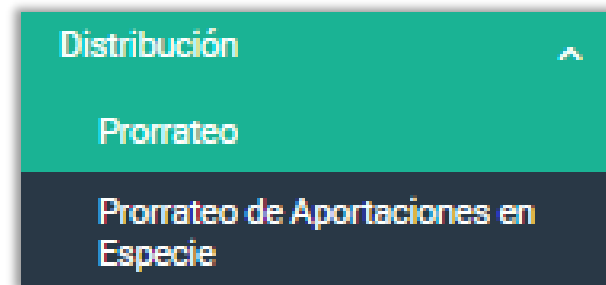 Distribución
Prorrateo
Prorrateo de Aportaciones en
Especie